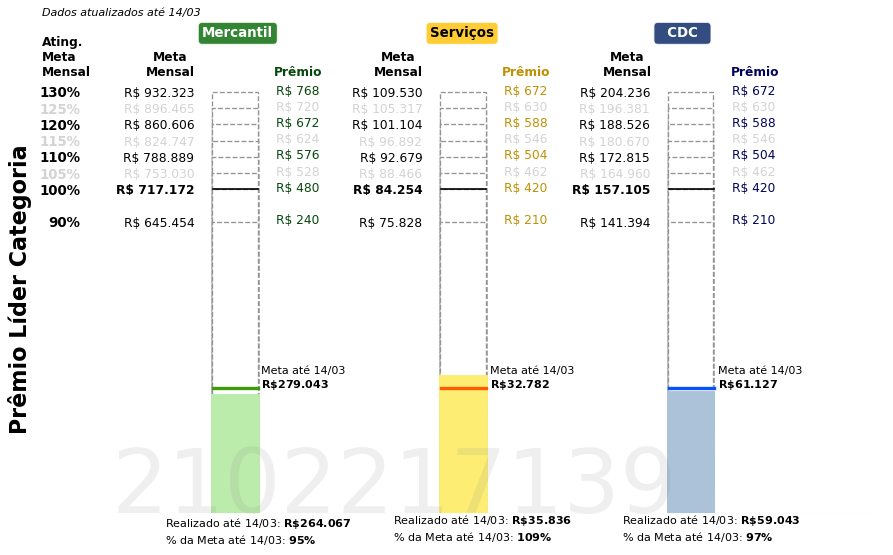 Dados atualizados até 14/03
Mercantil Serviços CDC
Ating.
Meta Meta Meta Meta
Mensal Mensal Prêmio Mensal Prêmio Mensal Prêmio
130% R$ 932.323 R$ 768 R$ 109.530 R$ 672 R$ 204.236 R$ 672
125% R$ 896.465 R$ 720 R$ 105.317 R$ 630 R$ 196.381 R$ 630
120% R$ 860.606 R$ 672 R$ 101.104 R$ 588 R$ 188.526 R$ 588
115% R$ 824.747 R$ 624 R$ 96.892 R$ 546 R$ 180.670 R$ 546
110% R$ 788.889 R$ 576 R$ 92.679 R$ 504 R$ 172.815 R$ 504
105% R$ 753.030 R$ 528 R$ 88.466 R$ 462 R$ 164.960 R$ 462
100% R$ 717.172 R$ 480 R$ 84.254 R$ 420 R$ 157.105 R$ 420
90% R$ 645.454 R$ 240 R$ 75.828 R$ 210 R$ 141.394 R$ 210
Prêmio Líder Categoria
Meta até 14/03 Meta até 14/03 Meta até 14/03
R$279.043 R$32.782 R$61.127
2102217139
Realizado até 14/03: R$264.067 Realizado até 14/03: R$35.836 Realizado até 14/03: R$59.043
% da Meta até 14/03: 95% % da Meta até 14/03: 109% % da Meta até 14/03: 97%